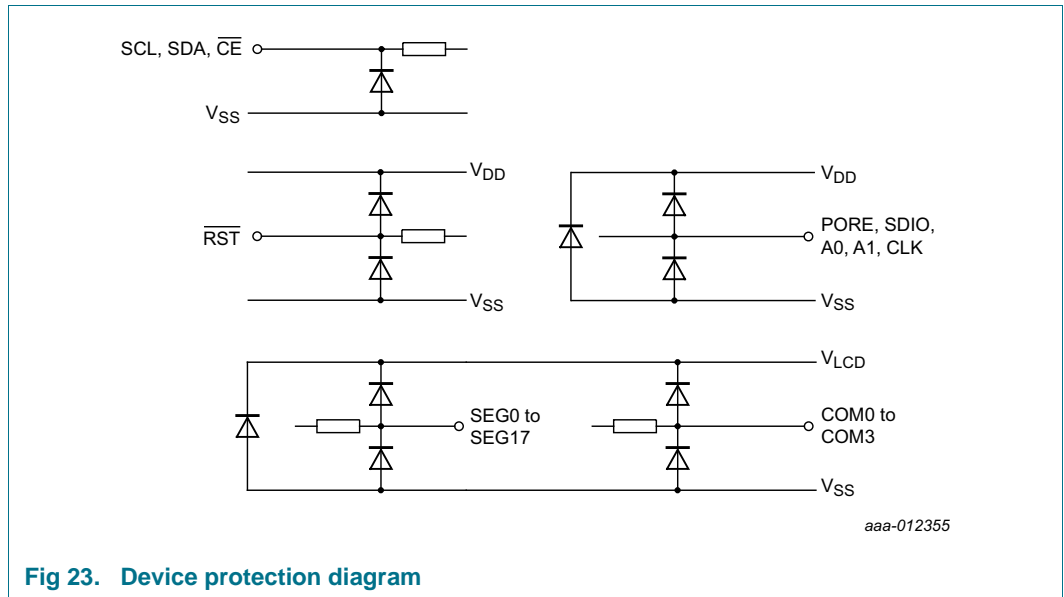 SCL, SDA, CE
VSS
VDD
RST
VSS
VDD
PORE, SDIO,
A0, A1, CLK
VSS
VLCD
SEG0 to
SEG17
COM0 to
COM3
VSS
aaa-012355
Fig 23. Device protection diagram